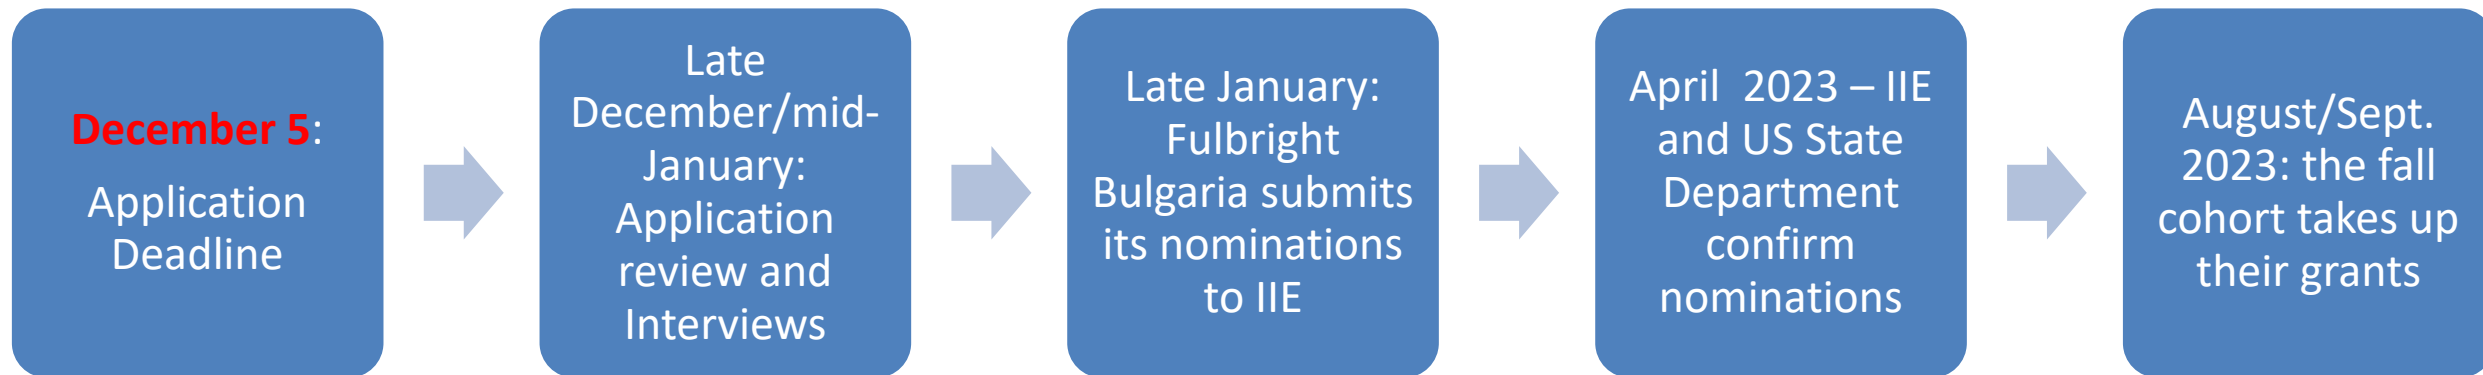 December 5:
Application
Deadline
Late
December/mid-
January:
Application
review and
Interviews
Late January:
Fulbright
Bulgaria submits
its nominations
to IIE
April  2023 – IIE
and US State
Department
confirm
nominations
August/Sept.
2023: the fall
cohort takes up
their grants